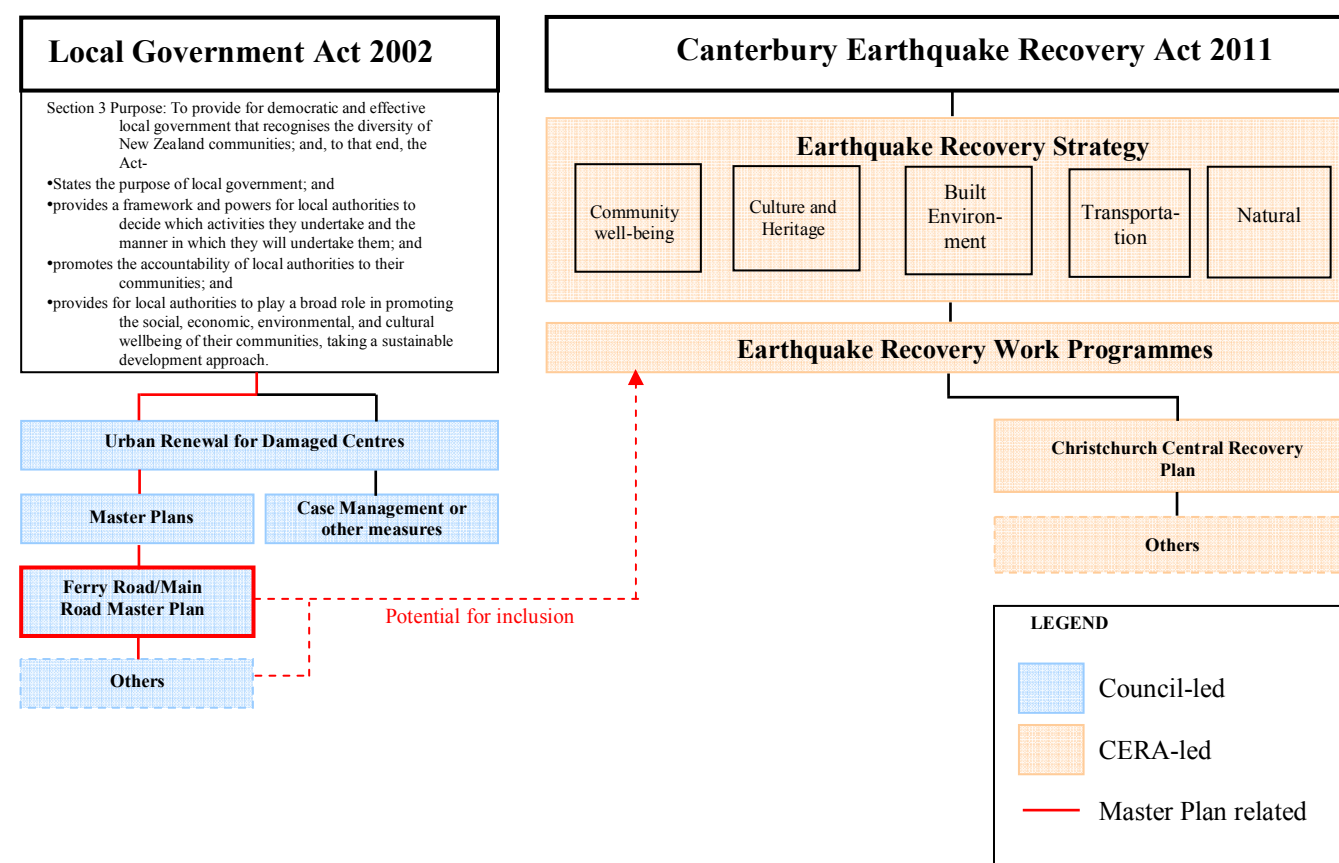 Local Government Act 2002
Section 3 Purpose: To provide for democratic and effective
local government that recognises the diversity of
New Zealand communities; and, to that end, the
Act-
•States the purpose of local government; and
•provides a framework and powers for local authorities to
decide which activities they undertake and the
manner in which they will undertake them; and
•promotes the accountability of local authorities to their
communities; and
•provides for local authorities to play a broad role in promoting
the social, economic, environmental, and cultural
wellbeing of their communities, taking a sustainable
development approach.
Urban Renewal for Damaged Centres
Master Plans
Case Management or
other measures
Ferry Road/Main
Road Master Plan
Others
Potential for inclusion
Canterbury Earthquake Recovery Act 2011
Earthquake Recovery Strategy
Community
well-being
Culture and
Heritage
Built
Environ-
ment
Transporta-
tion
Natural
Earthquake Recovery Work Programmes
Christchurch Central Recovery
Plan
Others
LEGEND
Council-led
CERA-led
Master Plan related